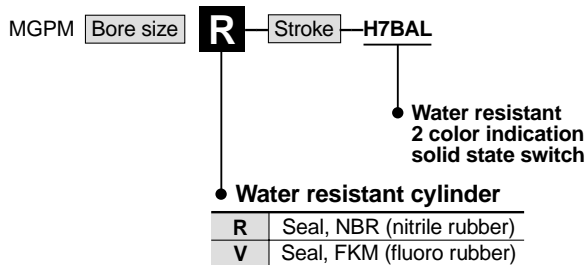 MGPM Bore size R Stroke H7BAL
Water resistant
2 color indication
solid state switch
Water resistant cylinder
R Seal, NBR (nitrile rubber)
V Seal, FKM (fluoro rubber)